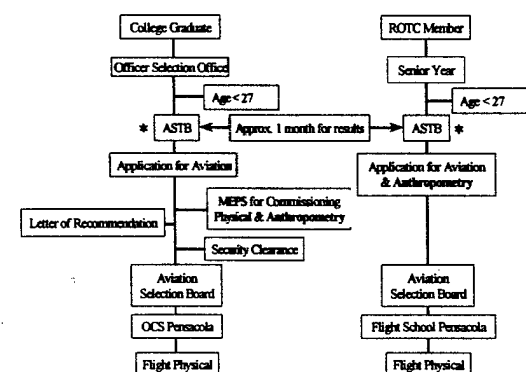 College Graduate
ROTC Member
Officer Selection Office
Senior Year
Age < 27
Age < 27
* ASTB
Approx. 1 month for results
ASTB *
Application for Aviation
Application for Aviation
& Anthropometry
MEPS for Commissioning
Physical & Anthropometry
Letter of Recommendation
Security Clearance
Aviation
Selection Board
Aviation
Selection Board
OCS Pensacola
Flight School Pensacola
Flight Physical
Flight Physical